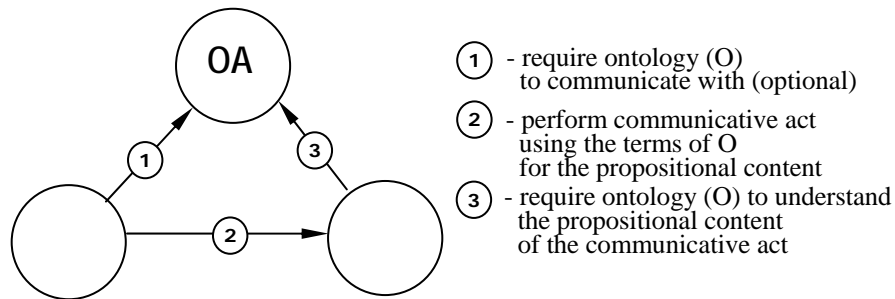 OA
1
3
2
1 - require ontology (O)
to communicate with (optional)
2 - perform communicative act
using the terms of O
for the propositional content
3 - require ontology (O) to understand
the propositional content
of the communicative act